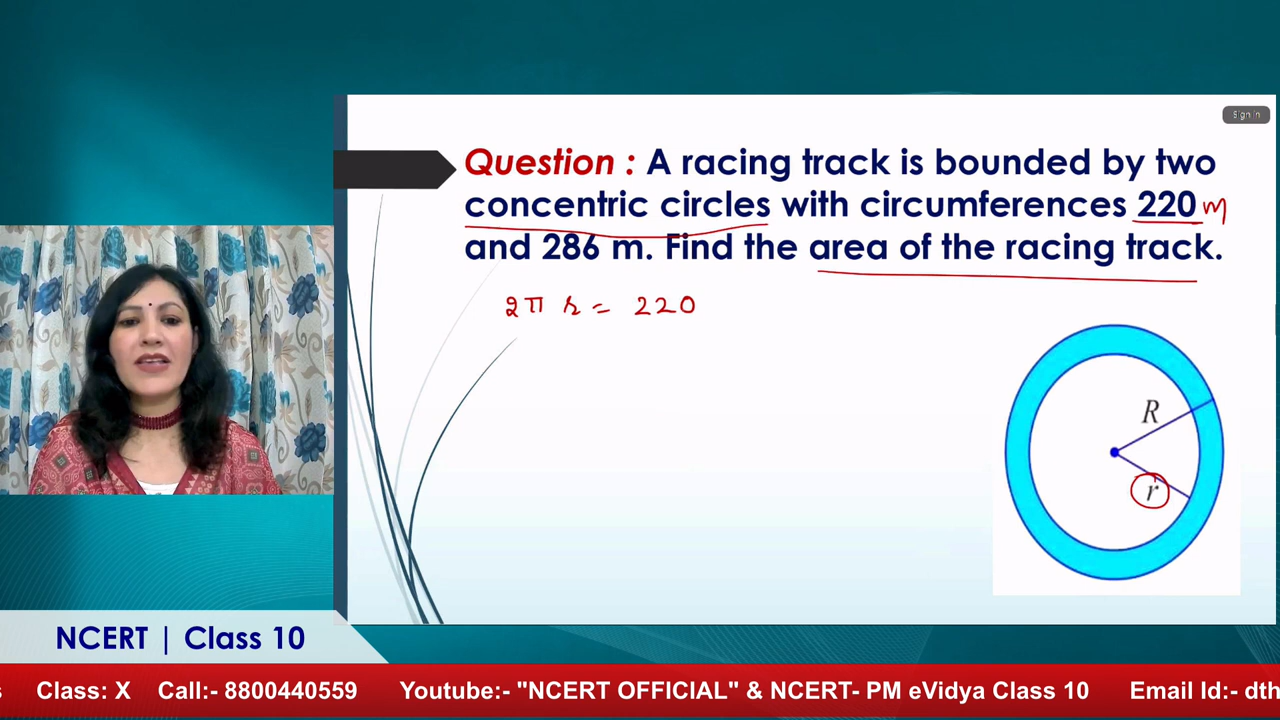 Sign in
Question : A racing track is bounded by two
concentric circles with circumferences 220 m
and 286 m. Find the area of the racing track.
2π r = 220
R
r
NCERT | Class 10
s Class: X Call:- 8800440559 Youtube:- "NCERT OFFICIAL" & NCERT- PM eVidya Class 10 Email Id:- dth